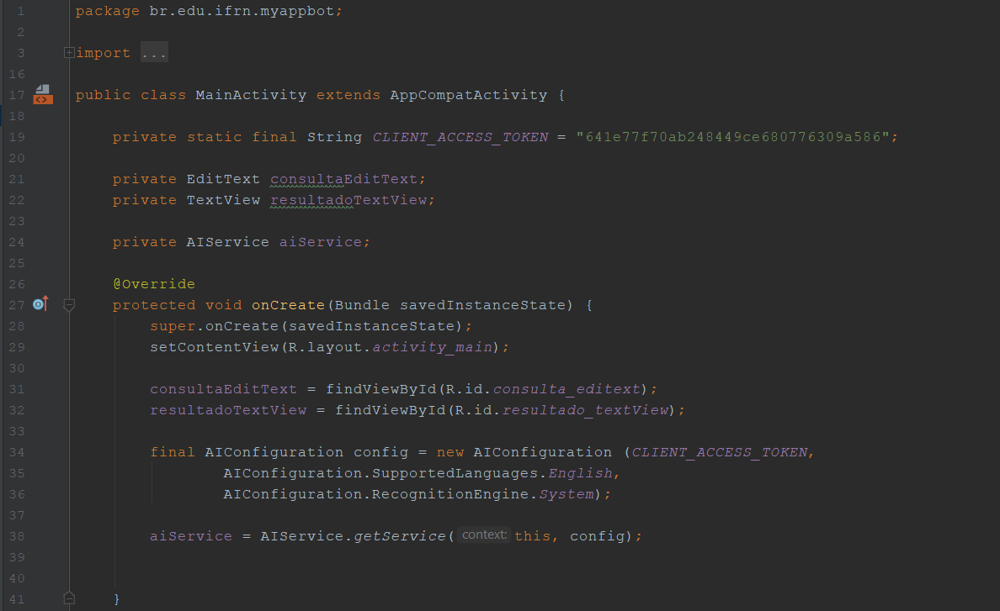 1 package br.edu.ifrn.myappbot;
2
3 import ...
16
17 public class MainActivity extends AppCompatActivity {
18
19 private static final String CLIENT_ACCESS_TOKEN = "641e77f70ab248449ce680776309a586";
20
21 private EditText consultaEditText;
22 private TextView resultadoTextView;
23
24 private AIService aiService;
25
26 @Override
27 protected void onCreate(Bundle savedInstanceState) {
28 super.onCreate(savedInstanceState);
29 setContentView(R.layout.activity_main);
30
31 consultaEditText = findViewById(R.id.consulta_editext);
32 resultadoTextView = findViewById(R.id.resultado_textView);
33
34 final AIConfiguration config = new AIConfiguration (CLIENT_ACCESS_TOKEN,
35 AIConfiguration.SupportedLanguages.English,
36 AIConfiguration.RecognitionEngine.System);
37
38 aiService = AIService.getService( context: this, config);
39
40
41 }